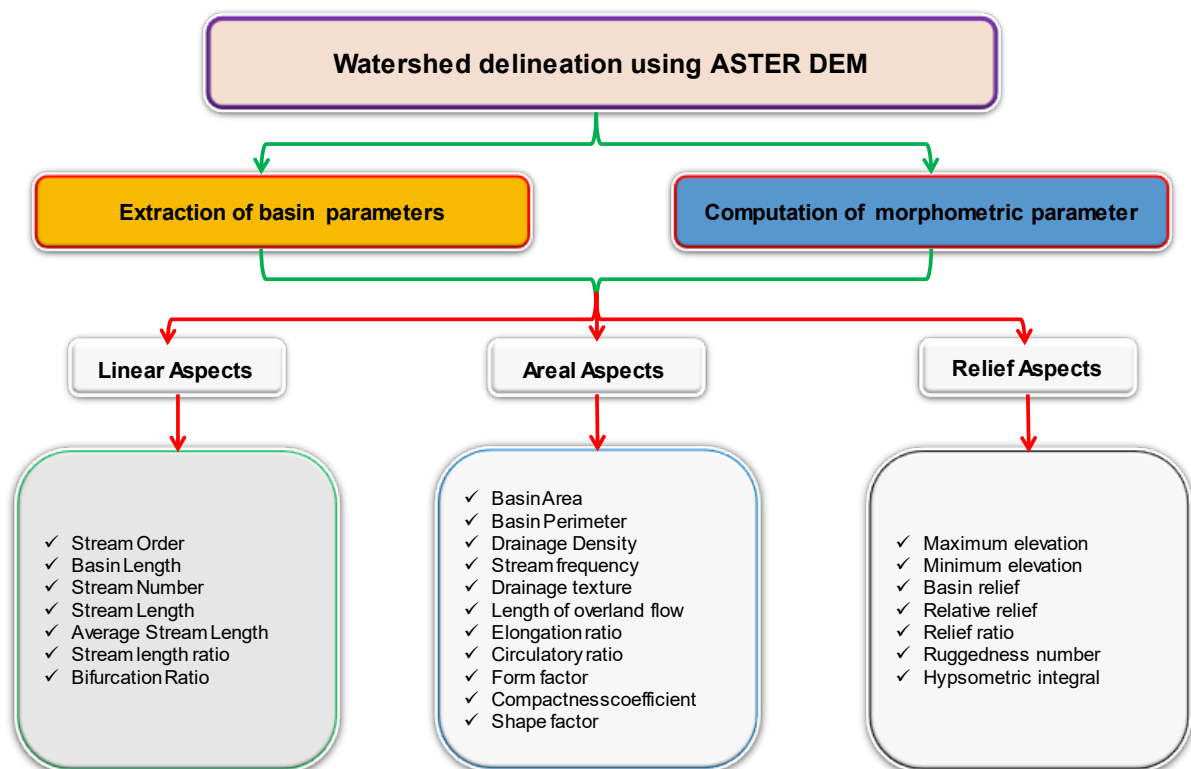 Watershed delineation using ASTER DEM
Extraction of basin parameters
Computation of morphometric parameter
Linear Aspects
Areal Aspects
Relief Aspects
✓ Stream Order
✓ Basin Length
✓ Stream Number
✓ Stream Length
✓ Average Stream Length
✓ Stream length ratio
✓ Bifurcation Ratio
✓ Basin Area
✓ Basin Perimeter
✓ Drainage Density
✓ Stream frequency
✓ Drainage texture
✓ Length of overland flow
✓ Elongation ratio
✓ Circulatory ratio
✓ Form factor
✓ Compactness coefficient
✓ Shape factor
✓ Maximum elevation
✓ Minimum elevation
✓ Basin relief
✓ Relative relief
✓ Relief ratio
✓ Ruggedness number
✓ Hypsometric integral